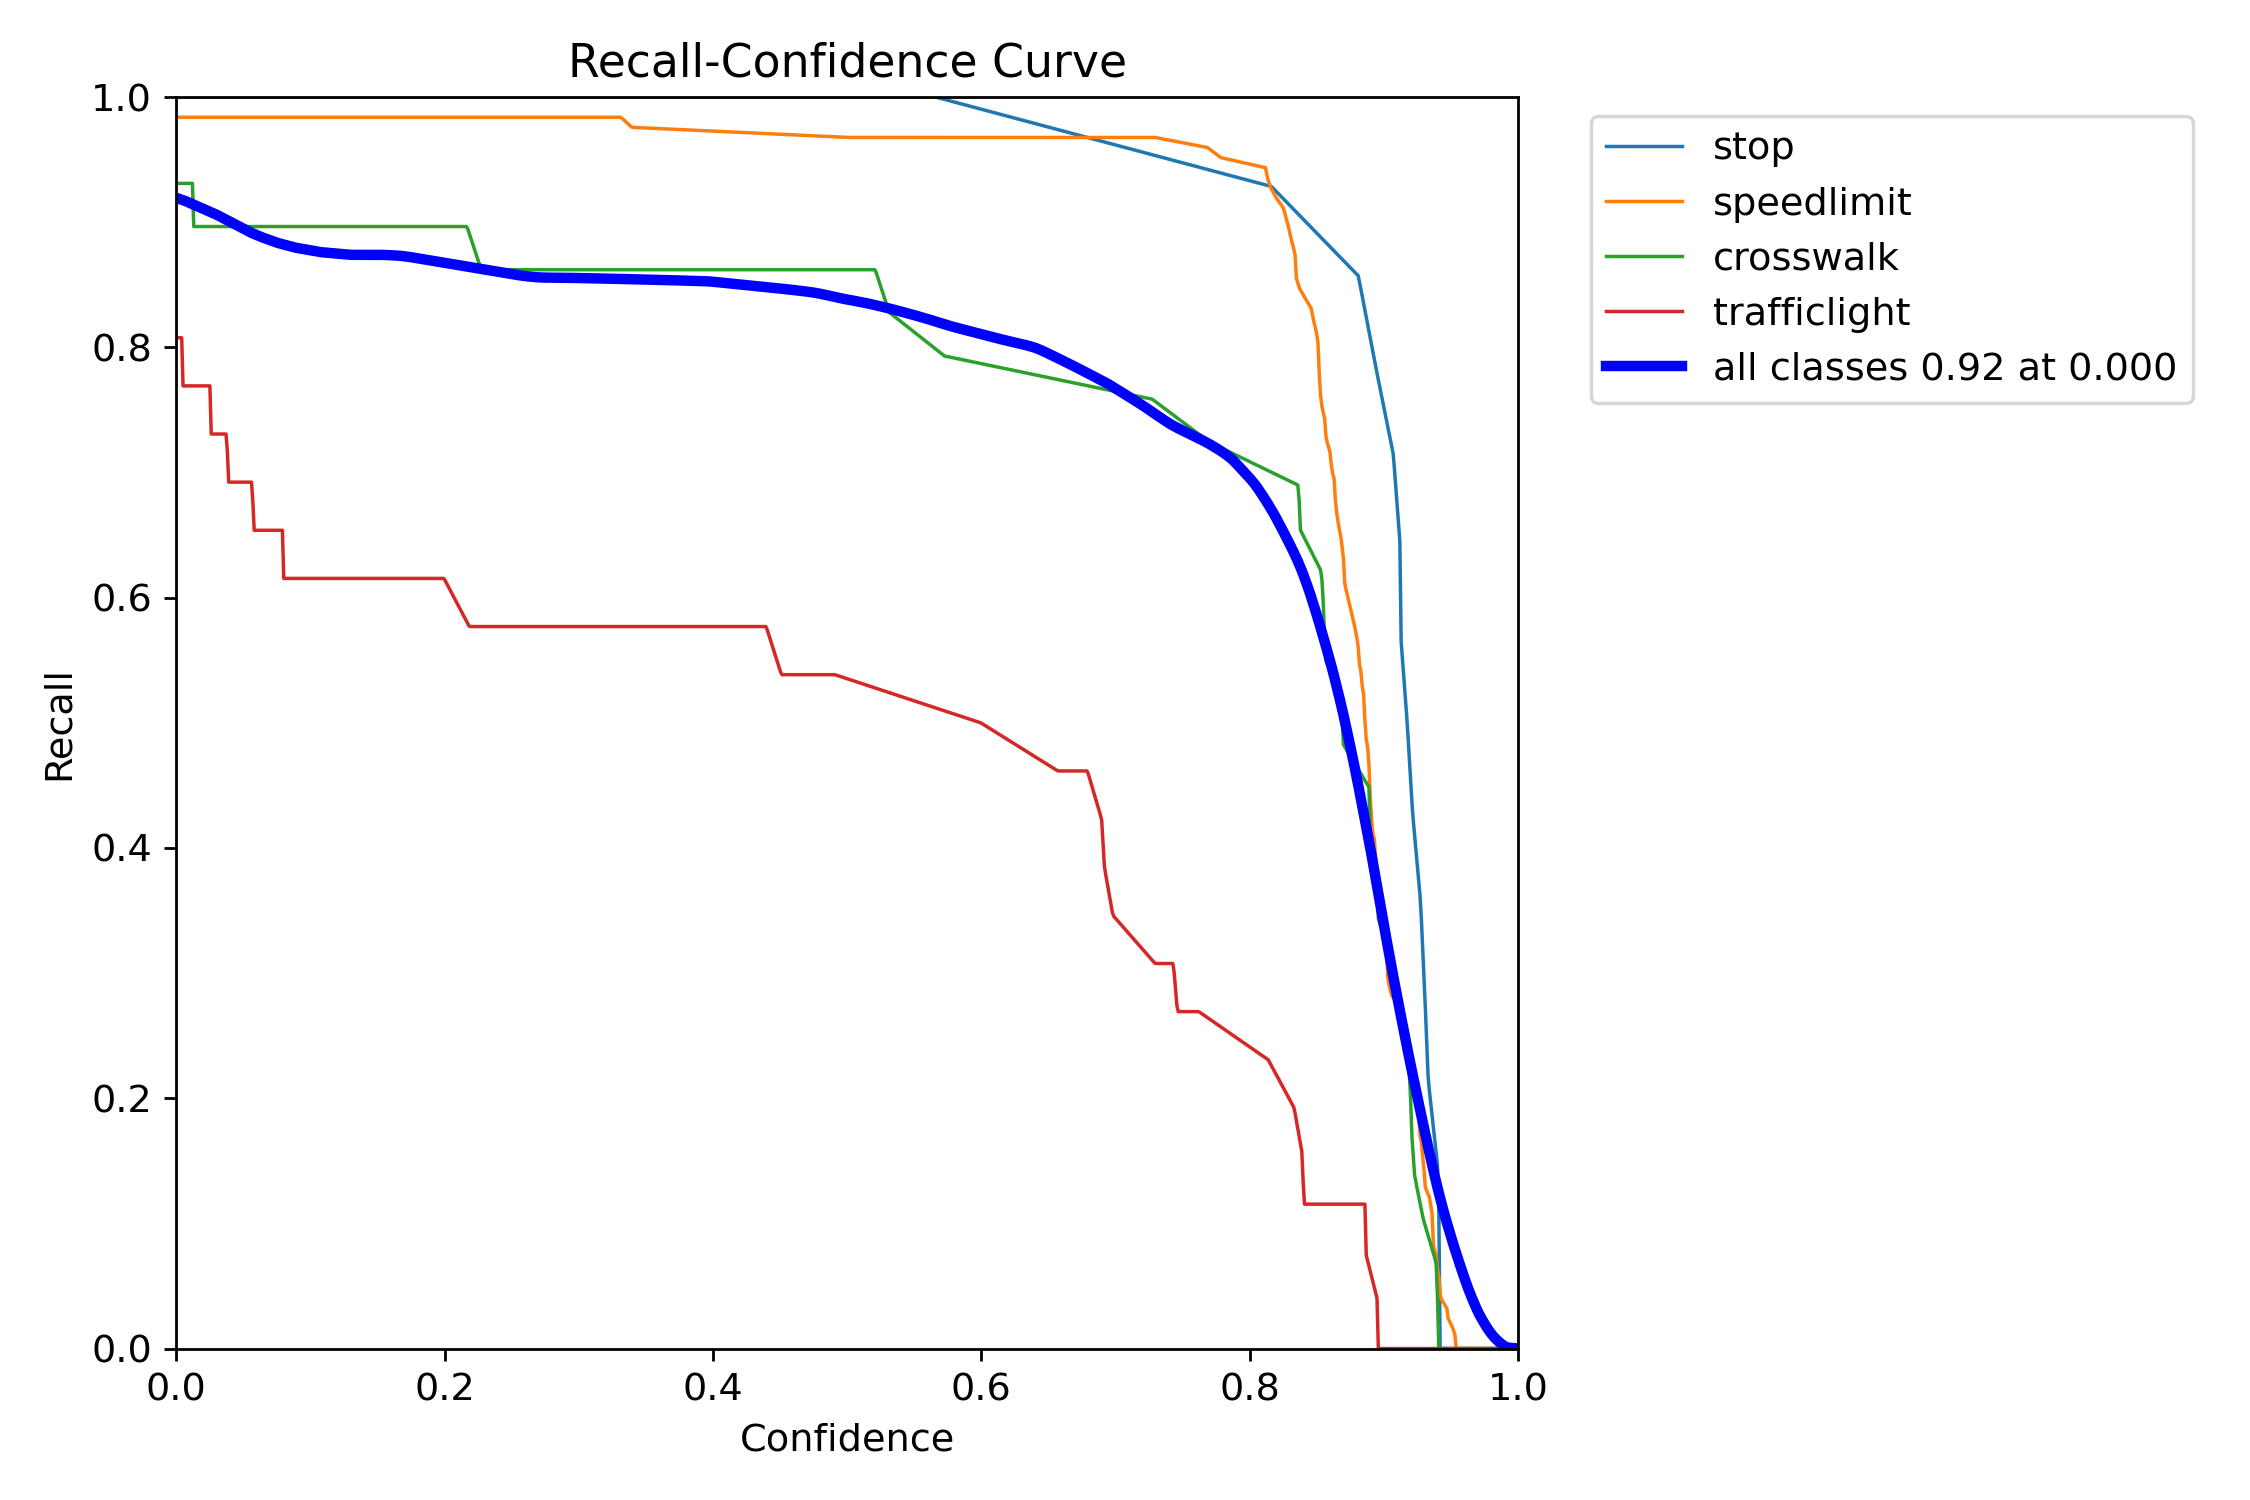 Recall-Confidence Curve
1.0
0.8
0.6
0.4
0.2
0.0
Recall
0.0 0.2 0.4 0.6 0.8 1.0
Confidence
stop
speedlimit
crosswalk
trafficlight
all classes 0.92 at 0.000